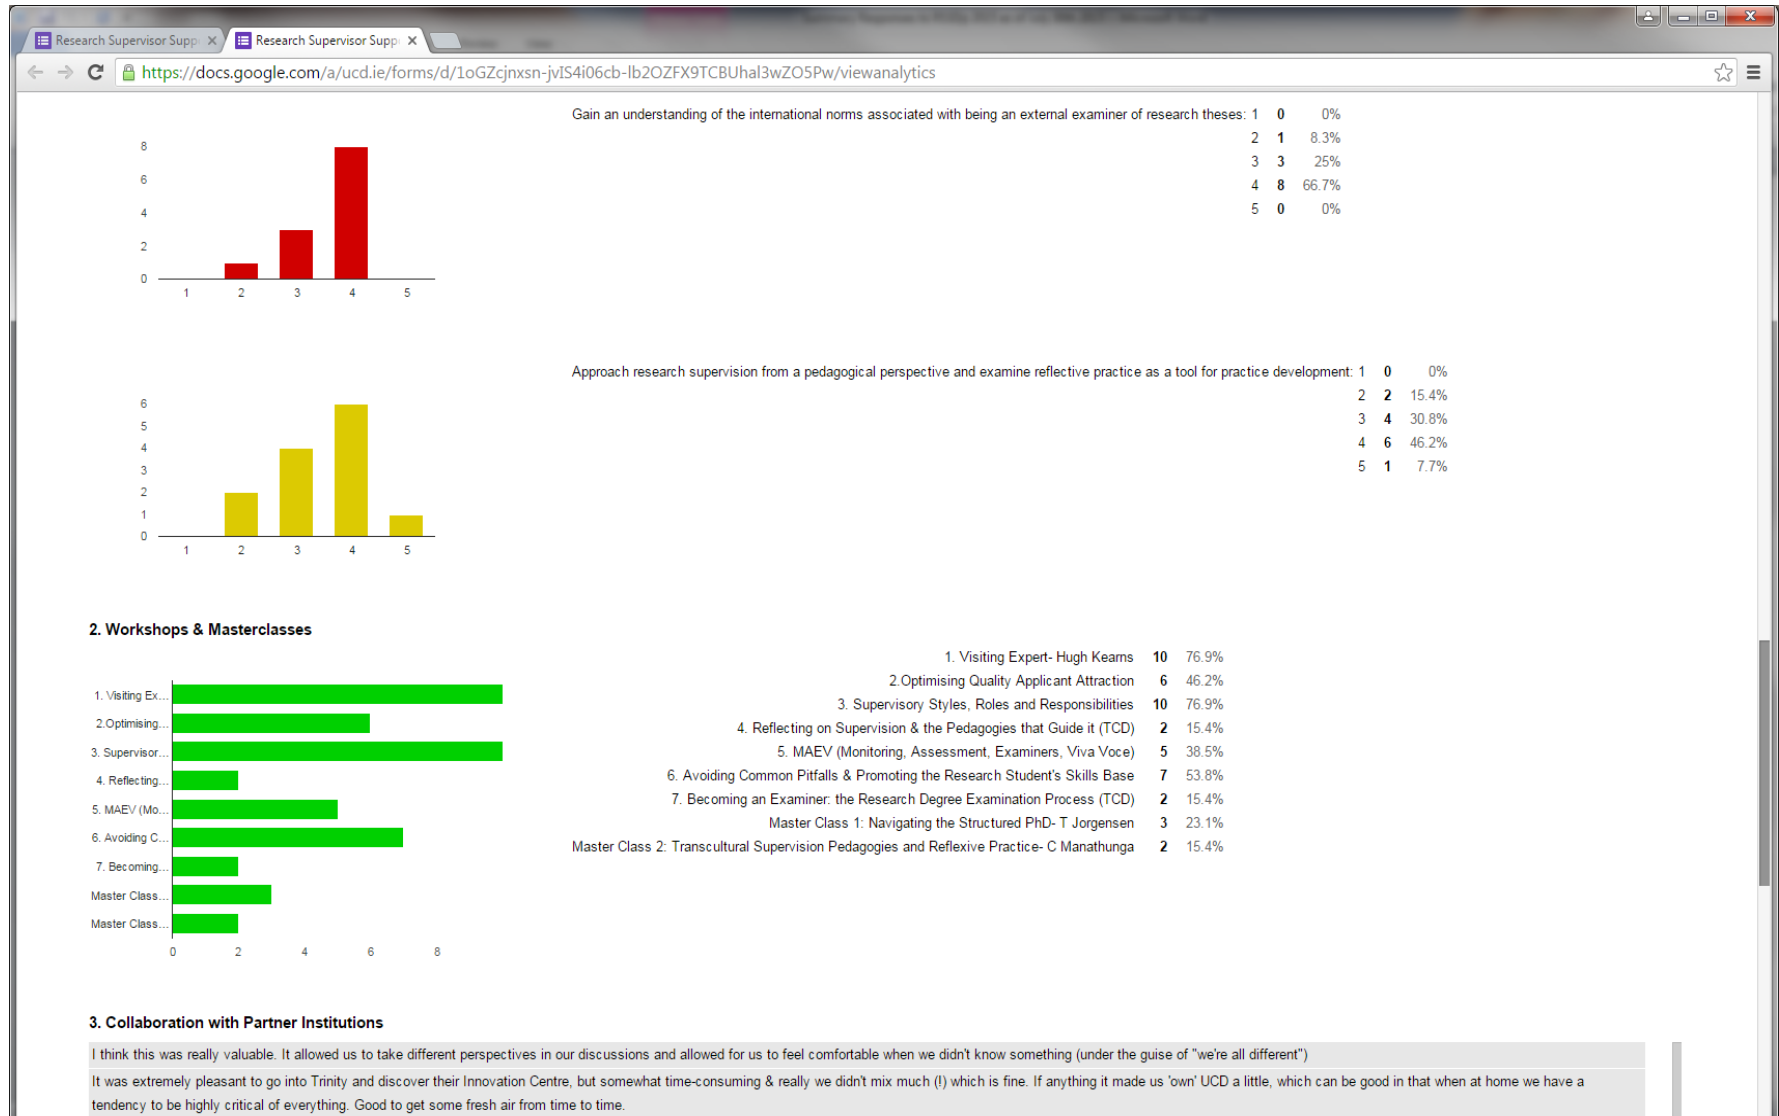 Research Supervisor Supp
Research Supervisor Supp
https://docs.google.com/a/ucd.ie/forms/d/1oGZcjnxsn-jvIS4i06cb-lb2OZFX9TCBUhal3wZO5Pw/viewanalytics
Gain an understanding of the international norms associated with being an external examiner of research theses: 1 0 0%
2 1 8.3%
3 3 25%
4 8 66.7%
5 0 0%
8
6
4
2
0
1 2 3 4 5
Approach research supervision from a pedagogical perspective and examine reflective practice as a tool for practice development: 1 0 0%
2 2 15.4%
3 4 30.8%
4 6 46.2%
5 1 7.7%
6
5
4
3
2
1
0
1 2 3 4 5
2. Workshops & Masterclasses
1. Visiting Ex...
2.Optimising...
3. Supervisor...
4. Reflecting...
5. MAEV (Mo...
6. Avoiding C...
7. Becoming...
Master Class...
Master Class...
0 2 4 6 8
1. Visiting Expert- Hugh Kearns 10 76.9%
2.Optimising Quality Applicant Attraction 6 46.2%
3. Supervisory Styles, Roles and Responsibilities 10 76.9%
4. Reflecting on Supervision & the Pedagogies that Guide it (TCD) 2 15.4%
5. MAEV (Monitoring, Assessment, Examiners, Viva Voce) 5 38.5%
6. Avoiding Common Pitfalls & Promoting the Research Student's Skills Base 7 53.8%
7. Becoming an Examiner: the Research Degree Examination Process (TCD) 2 15.4%
Master Class 1: Navigating the Structured PhD- T Jorgensen 3 23.1%
Master Class 2: Transcultural Supervision Pedagogies and Reflexive Practice- C Manathunga 2 15.4%
3. Collaboration with Partner Institutions
I think this was really valuable. It allowed us to take different perspectives in our discussions and allowed for us to feel comfortable when we didn't know something (under the guise of "we're all different")
It was extremely pleasant to go into Trinity and discover their Innovation Centre, but somewhat time-consuming & really we didn't mix much (!) which is fine. If anything it made us 'own' UCD a little, which can be good in that when at home we have a
tendency to be highly critical of everything. Good to get some fresh air from time to time.